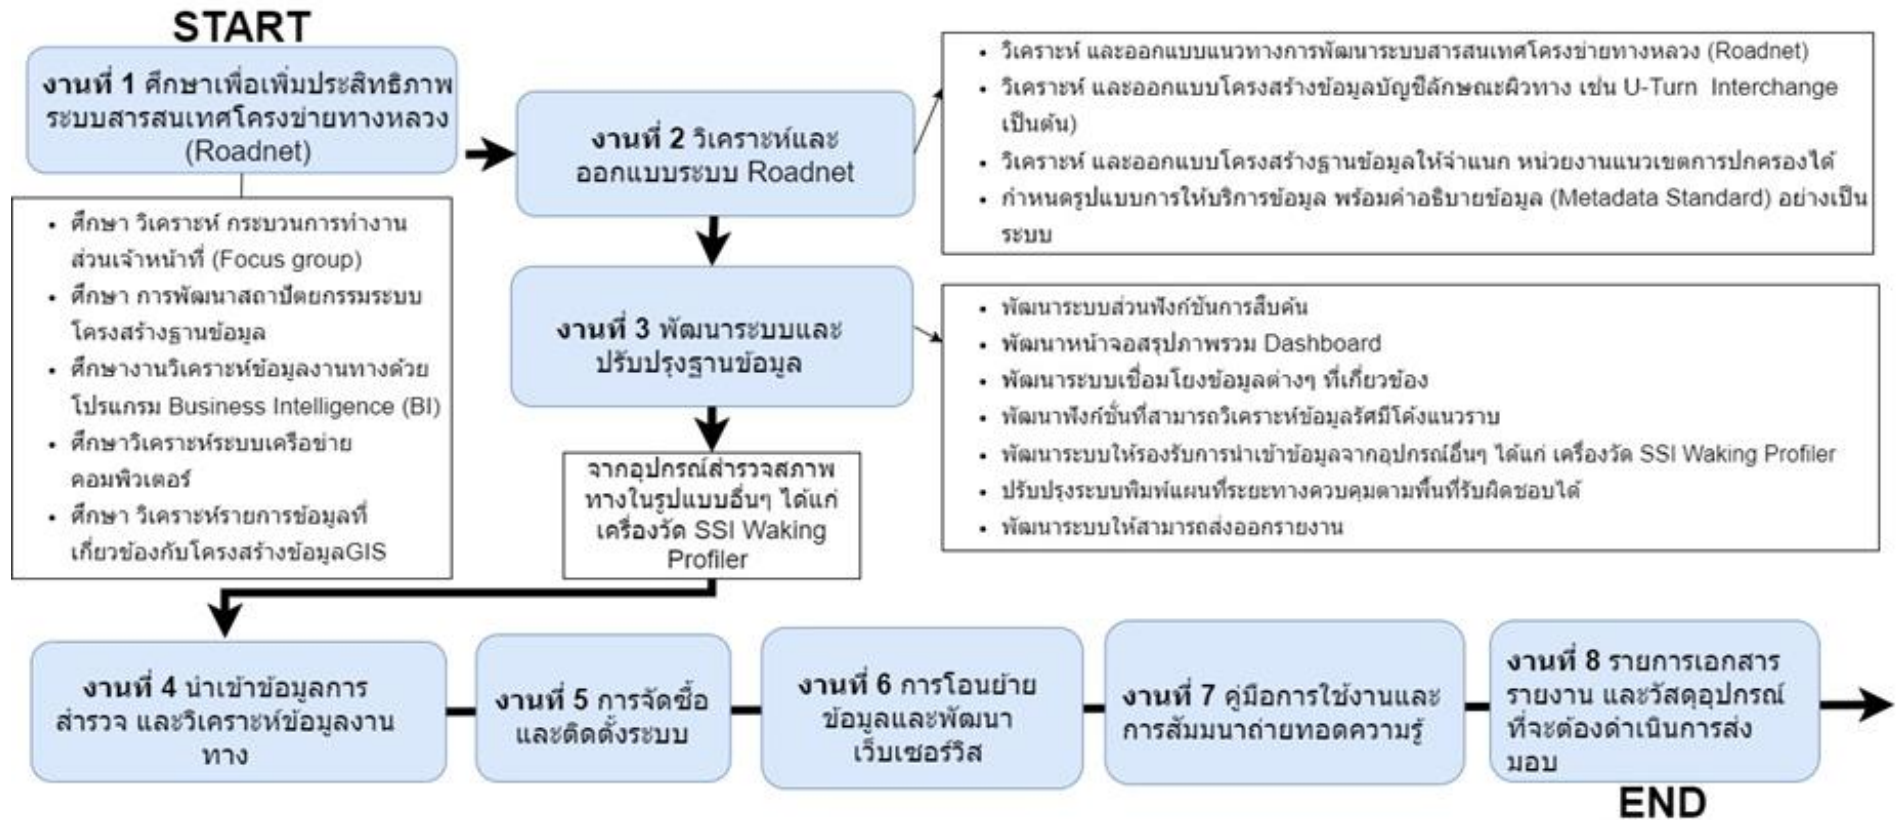 START
งานที่ 1 ศึกษาเพื่อเพิ่มประสิทธิภาพ
ระบบสารสนเทศโครงข่ายทางหลวง
(Roadnet)
• ศึกษา วิเคราะห์ กระบวนการทำงาน
ส่วนเจ้าหน้าที่ (Focus group)
• ศึกษา การพัฒนาสถาปัตยกรรมระบบ
โครงสร้างฐานข้อมูล
• ศึกษางานวิเคราะห์ข้อมูลงานทางด้วย
โปรแกรม Business Intelligence (BI)
• ศึกษาวิเคราะห์ระบบเครือข่าย
คอมพิวเตอร์
• ศึกษา วิเคราะห์รายการข้อมูลที่
เกี่ยวข้องกับโครงสร้างข้อมูลGIS
งานที่ 2 วิเคราะห์และ
ออกแบบระบบ Roadnet
• วิเคราะห์ และออกแบบแนวทางการพัฒนาระบบสารสนเทศโครงข่ายทางหลวง (Roadnet)
• วิเคราะห์ และออกแบบโครงสร้างข้อมูลบัญชีลักษณะผิวทาง เช่น U-Turn Interchange
เป็นต้น)
• วิเคราะห์ และออกแบบโครงสร้างฐานข้อมูลให้จำแนก หน่วยงานแนวเขตการปกครองได้
• กำหนดรูปแบบการให้บริการข้อมูล พร้อมคำอธิบายข้อมูล (Metadata Standard) อย่างเป็น
ระบบ
งานที่ 3 พัฒนาระบบและ
ปรับปรุงฐานข้อมูล
• พัฒนาระบบส่วนฟังก์ชันการสืบค้น
• พัฒนาหน้าจอสรุปภาพรวม Dashboard
• พัฒนาระบบเชื่อมโยงข้อมูลต่างๆ ที่เกี่ยวข้อง
• พัฒนาฟังก์ชั่นที่สามารถวิเคราะห์ข้อมูลรัศมีโค้งแนวราบ
• พัฒนาระบบให้รองรับการนำเข้าข้อมูลจากอุปกรณ์อื่นๆ ได้แก่ เครื่องวัด SSI Waking Profiler
• ปรับปรุงระบบพิมพ์แผนที่ระยะทางควบคุมตามพื้นที่รับผิดชอบได้
• พัฒนาระบบให้สามารถส่งออกรายงาน
จากอุปกรณ์สำรวจสภาพ
ทางในรูปแบบอื่นๆ ได้แก่
เครื่องวัด SSI Waking
Profiler
งานที่ 4 นำเข้าข้อมูลการ
สำรวจ และวิเคราะห์ข้อมูลงาน
ทาง
งานที่ 5 การจัดซื้อ
และติดตั้งระบบ
งานที่ 6 การโอนย้าย
ข้อมูลและพัฒนา
เว็บเซอร์วิส
งานที่ 7 คู่มือการใช้งานและ
การสัมมนาถ่ายทอดความรู้
งานที่ 8 รายการเอกสาร
รายงาน และวัสดุอุปกรณ์
ที่จะต้องดำเนินการส่ง
มอบ
END